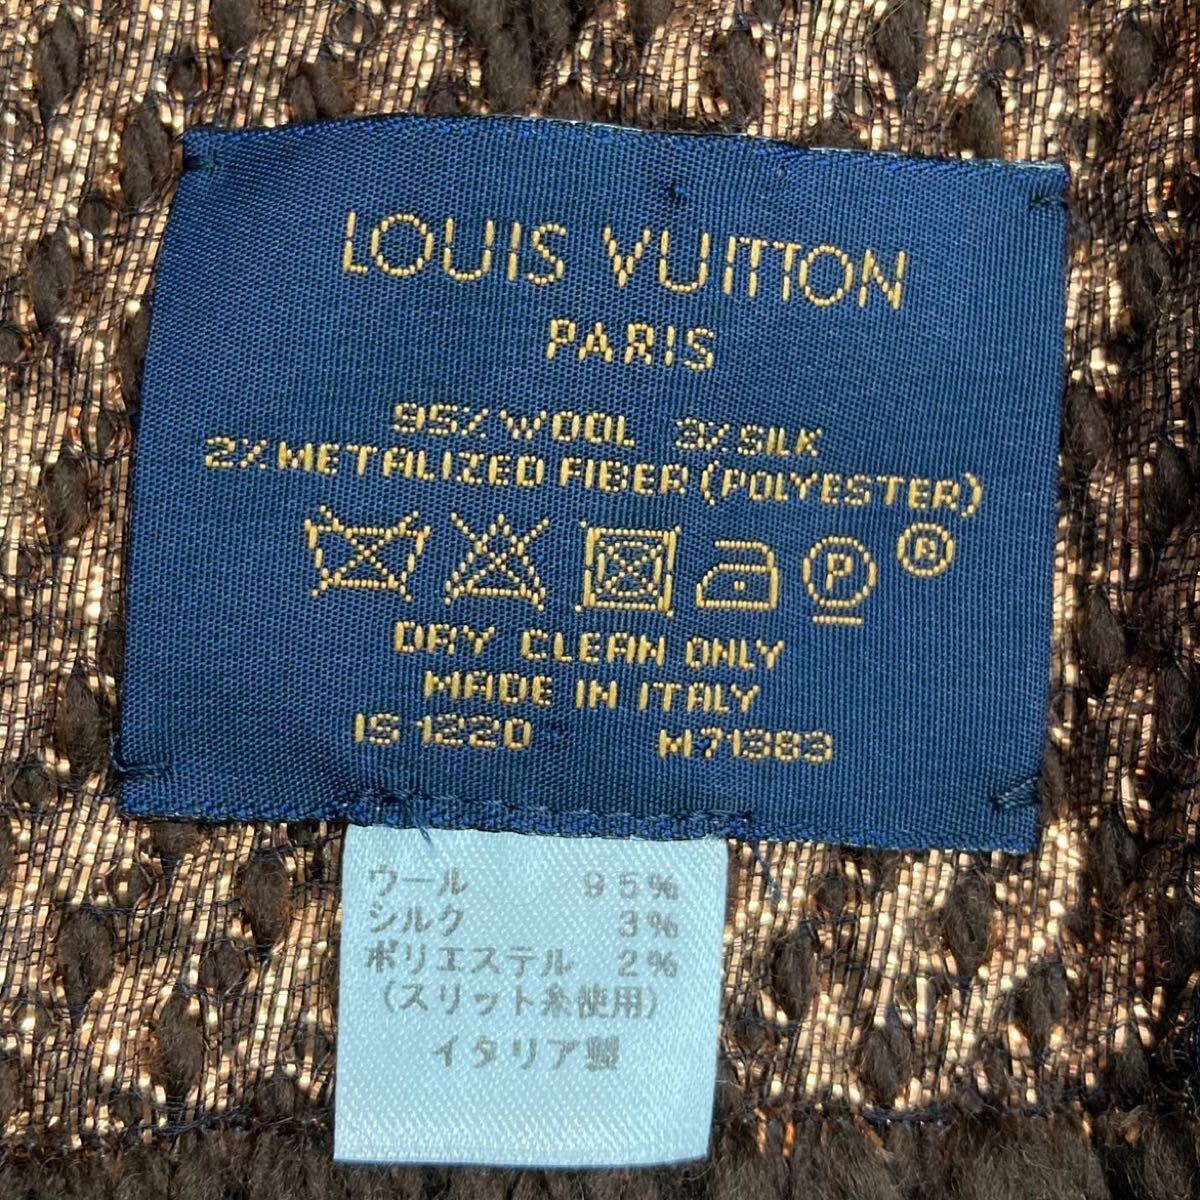 LOUIS VUITTON
PARIS
95% WOOL 3% SILK
2% METALIZED FIBER (POLYESTER)
P ®
DRY CLEAN ONLY
MADE IN ITALY
IS 1220 M71383
ウール 95%
シルク 3%
ポリエステル 2%
(スリット糸使用)
イタリア製